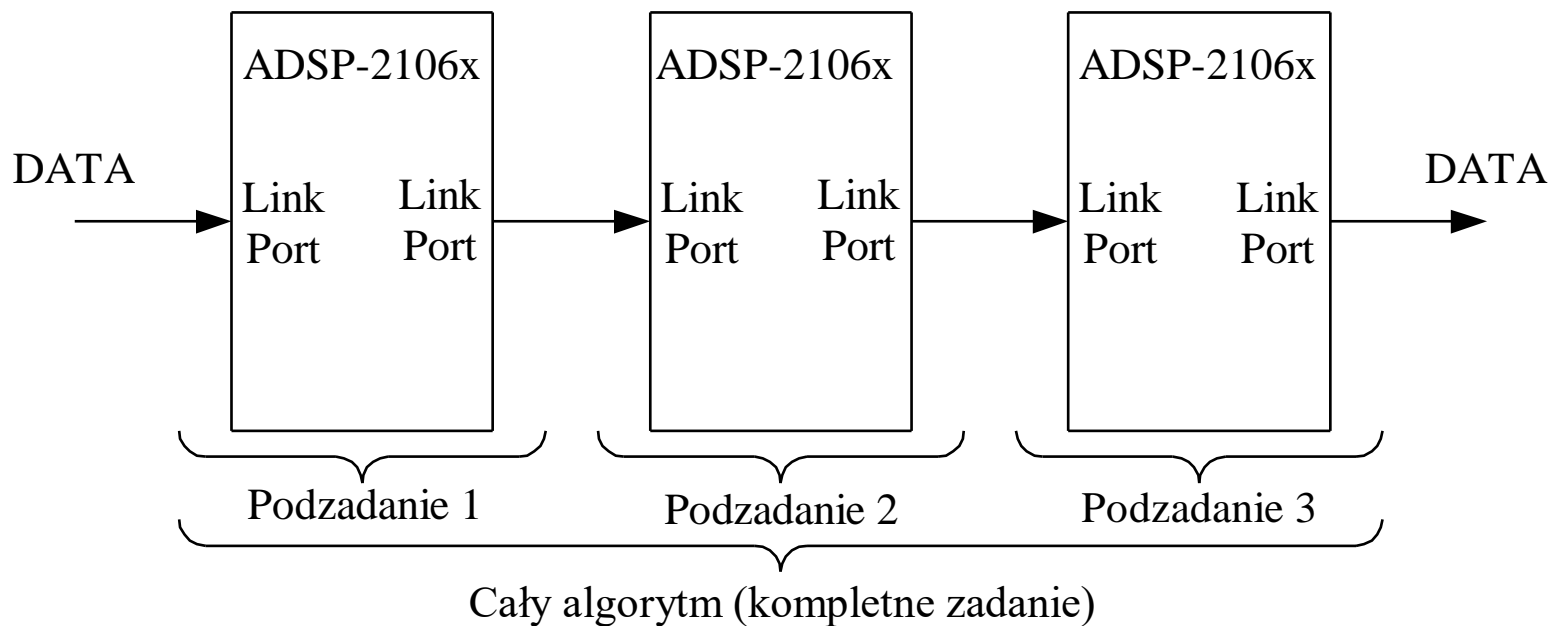 ADSP-2106x
ADSP-2106x
ADSP-2106x
DATA
Link
Port
Link
Port
Link
Port
Link
Port
Link
Port
Link
Port
DATA
Podzadanie 1
Podzadanie 2
Podzadanie 3
Cały algorytm (kompletne zadanie)